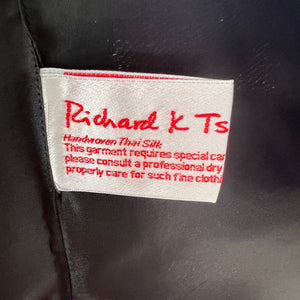 Richard K Ts
Handwoven Thai Silk
This garment requires special car
please consult a professional dry
properly care for such fine clothi